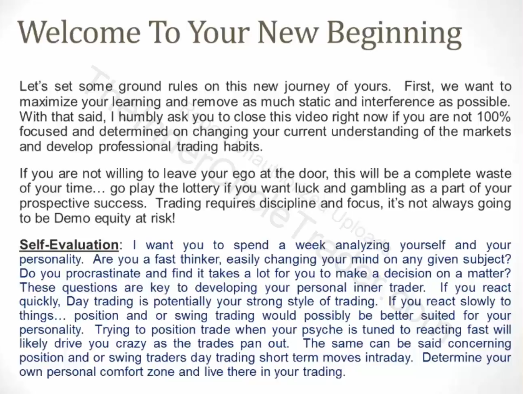 Welcome To Your New Beginning
Let's set some ground rules on this new journey of yours. First, we want to
maximize your learning and remove as much static and interference as possible.
With that said, I humbly ask you to close this video right now if you are not 100%
focused and determined on changing your current understanding of the markets
and develop professional trading habits.
If you are not willing to leave your ego at the door, this will be a complete waste
of your time… go play the lottery if you want luck and gambling as a part of your
prospective success. Trading requires discipline and focus, it's not always going
to be Demo equity at risk!
Self-Evaluation: I want you to spend a week analyzing yourself and your
personality. Are you a fast thinker, easily changing your mind on any given subject?
Do you procrastinate and find it takes a lot for you to make a decision on a matter?
These questions are key to developing your personal inner trader. If you react
quickly, Day trading is potentially your strong style of trading. If you react slowly to
things… position and or swing trading would possibly be better suited for your
personality. Trying to position trade when your psyche is tuned to reacting fast will
likely drive you crazy as the trades pan out. The same can be said concerning
position and or swing traders day trading short term moves intraday. Determine your
own personal comfort zone and live there in your trading.